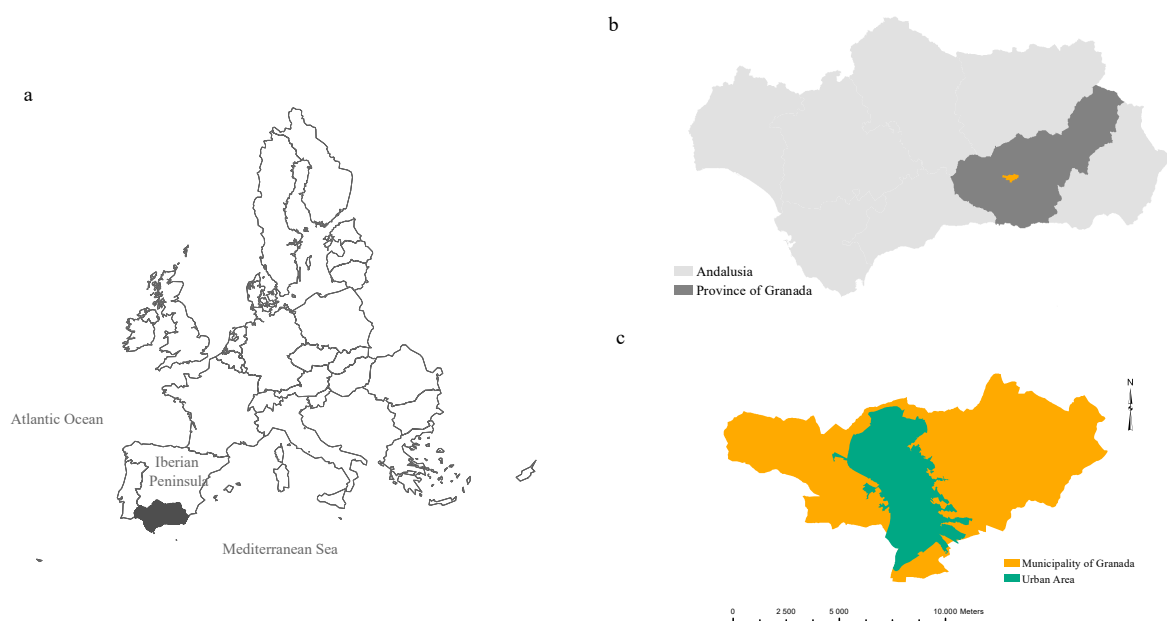 a
Atlantic Ocean
Iberian
Peninsula
Mediterranean Sea
b
Andalusia
Province of Granada
c
N
Municipality of Granada
Urban Area
0 2 500 5 000 10.000 Meters